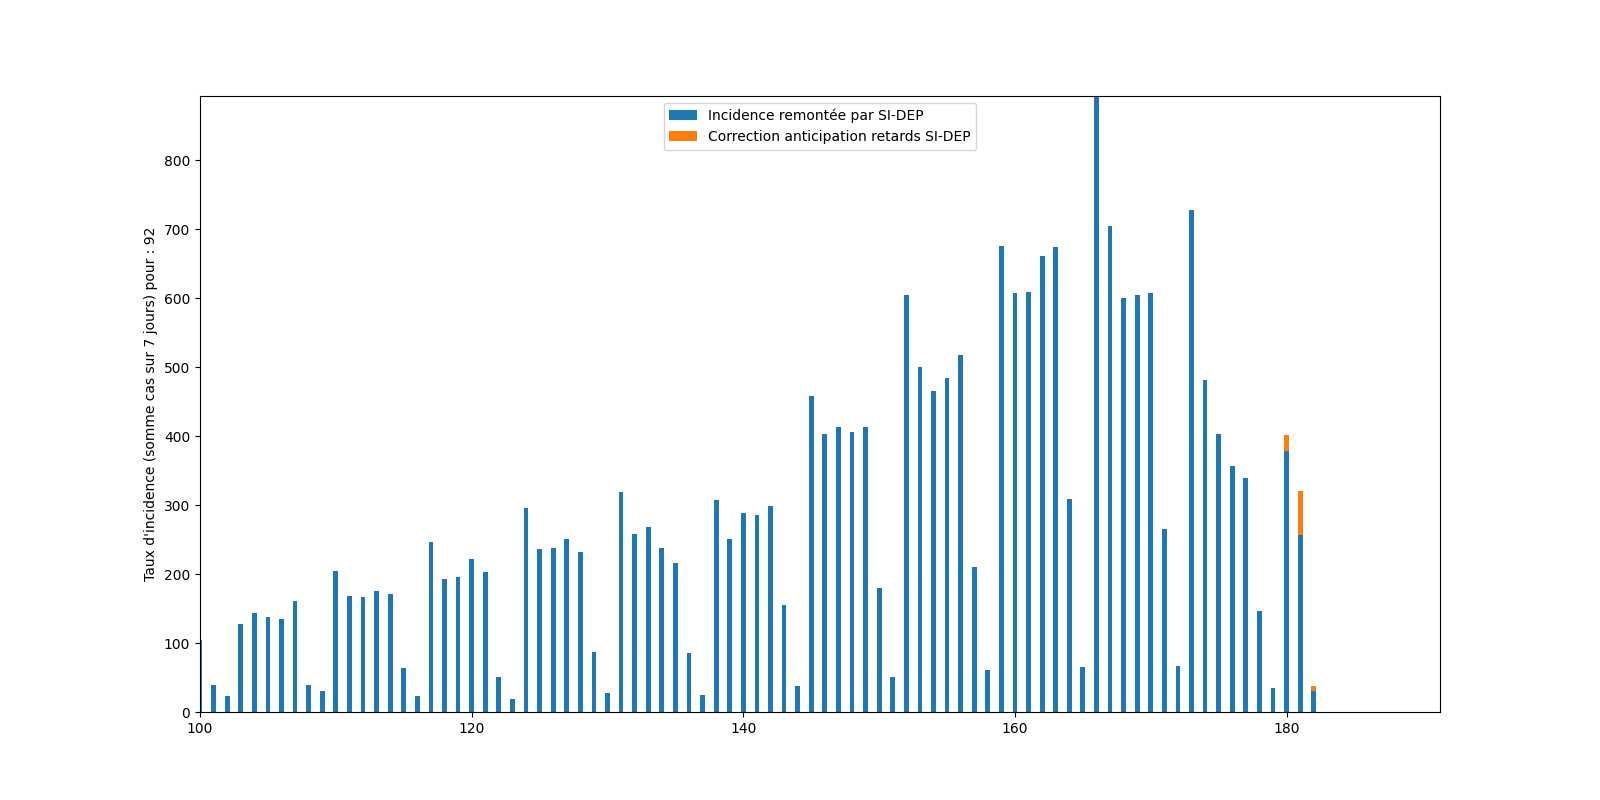 Incidence remontée par SI-DEP
Correction anticipation retards SI-DEP
Taux d'incidence (somme cas sur 7 jours) pour : 92
800
700
600
500
400
300
200
100
0
100 120 140 160 180